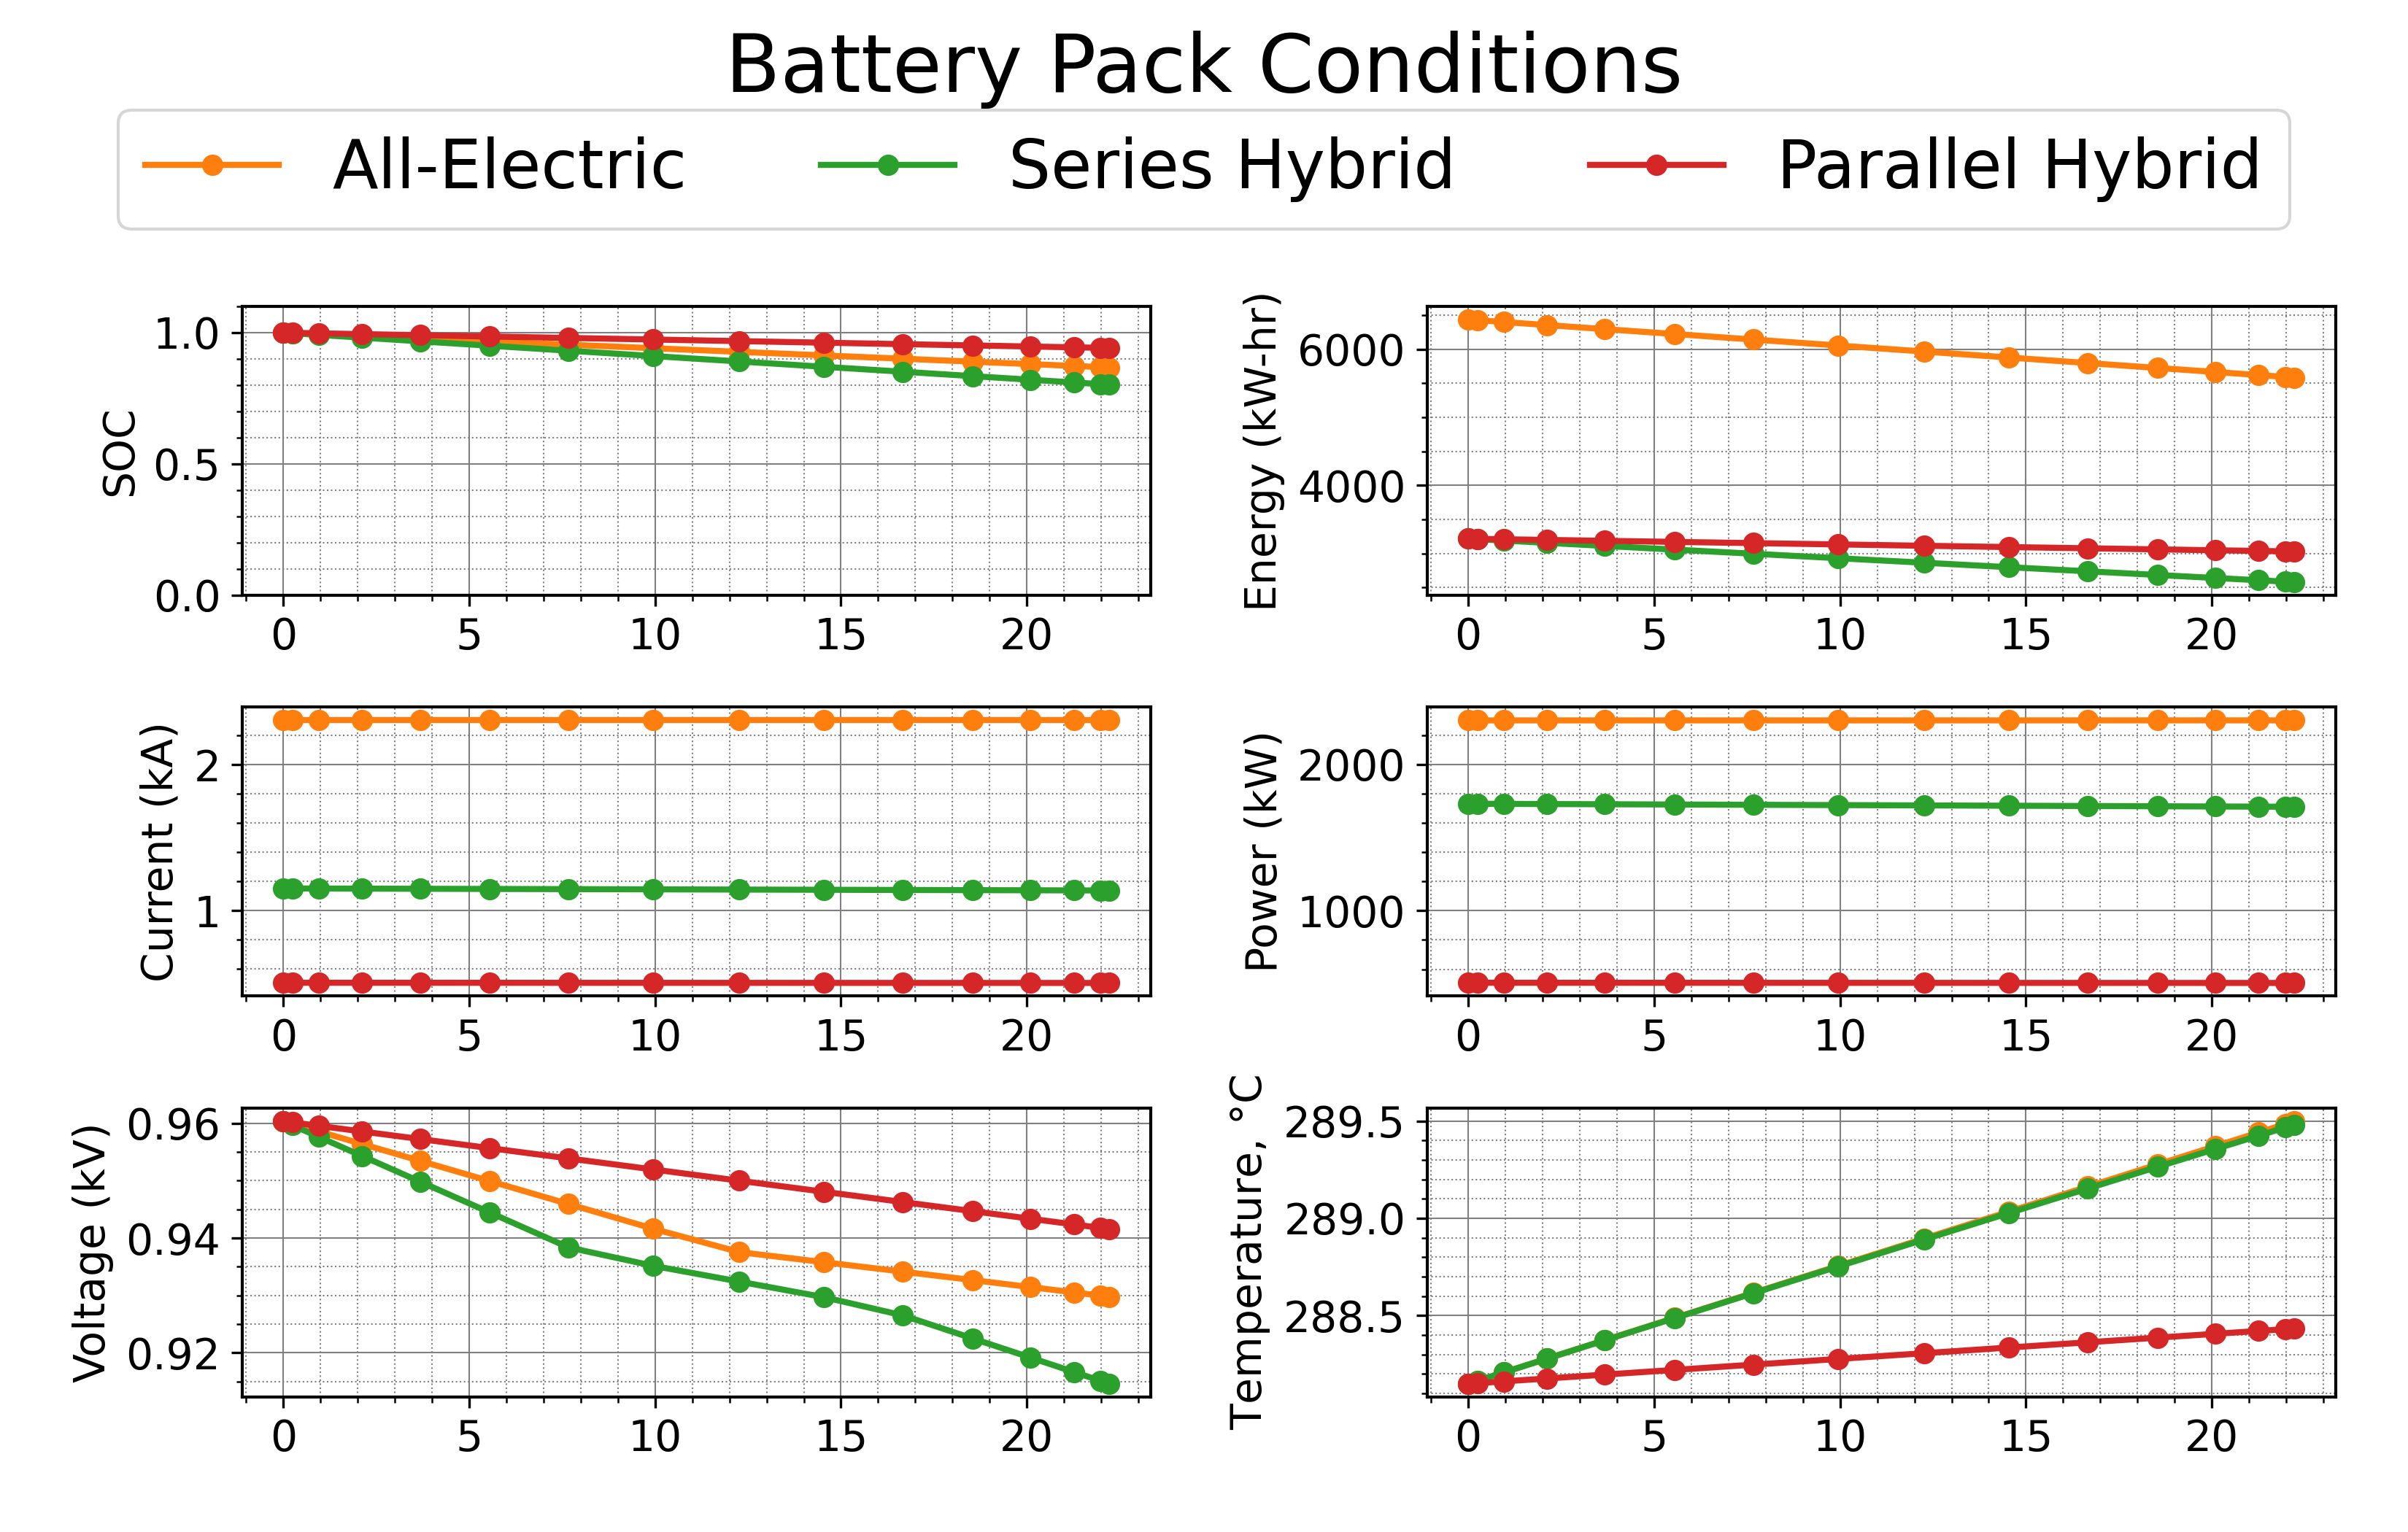 Battery Pack Conditions
All-Electric Series Hybrid Parallel Hybrid
SOC
1.0
0.5
0.0
0 5 10 15 20
Energy (kW-hr)
6000
4000
0 5 10 15 20
Current (kA)
2
1
0 5 10 15 20
Power (kW)
2000
1000
0 5 10 15 20
Voltage (kV)
0.96
0.94
0.92
0 5 10 15 20
Temperature, °C
289.5
289.0
288.5
0 5 10 15 20